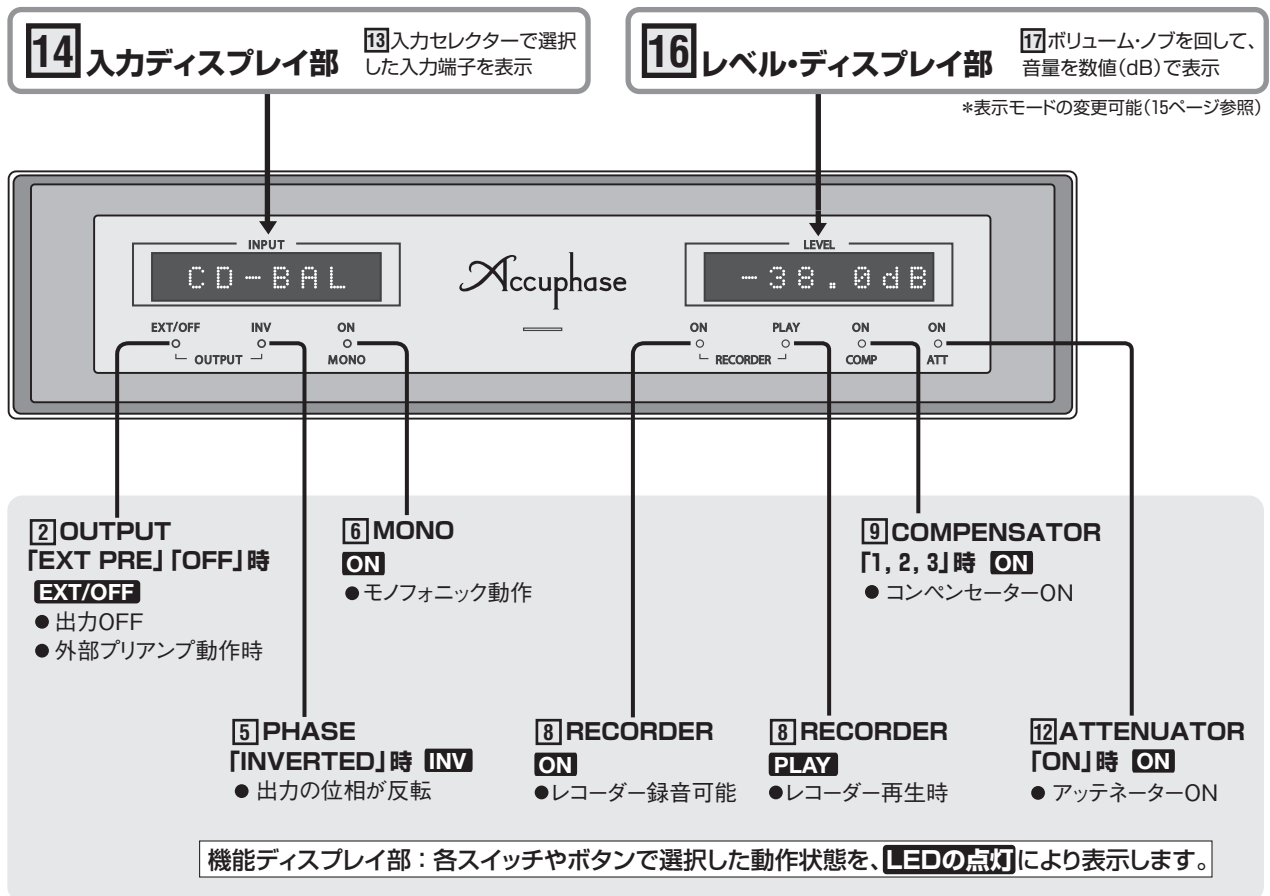 14 入力ディスプレイ部
13入力セレクターで選択
した入力端子を表示
16 レベル・ディスプレイ部
17ボリューム・ノブを回して、
音量を数値(dB)で表示
*表示モードの変更可能(15ページ参照)
INPUT
CD-BAL
Accuphase
LEVEL
-38.0dB
EXT/OFF INV ON
OUTPUT MONO
ON PLAY ON ON
RECORDER COMP ATT
2 OUTPUT
「EXT PRE」「OFF」時
EXT/OFF
● 出力OFF
● 外部プリアンプ動作時
6 MONO
ON
● モノフォニック動作
9 COMPENSATOR
「1, 2, 3」時 ON
● コンペンセーターON
5 PHASE
「INVERTED」時 INV
● 出力の位相が反転
8 RECORDER
ON
●レコーダー録音可能
8 RECORDER
PLAY
●レコーダー再生時
12 ATTENUATOR
「ON」時 ON
● アッテネーターON
機能ディスプレイ部：各スイッチやボタンで選択した動作状態を、LEDの点灯により表示します。